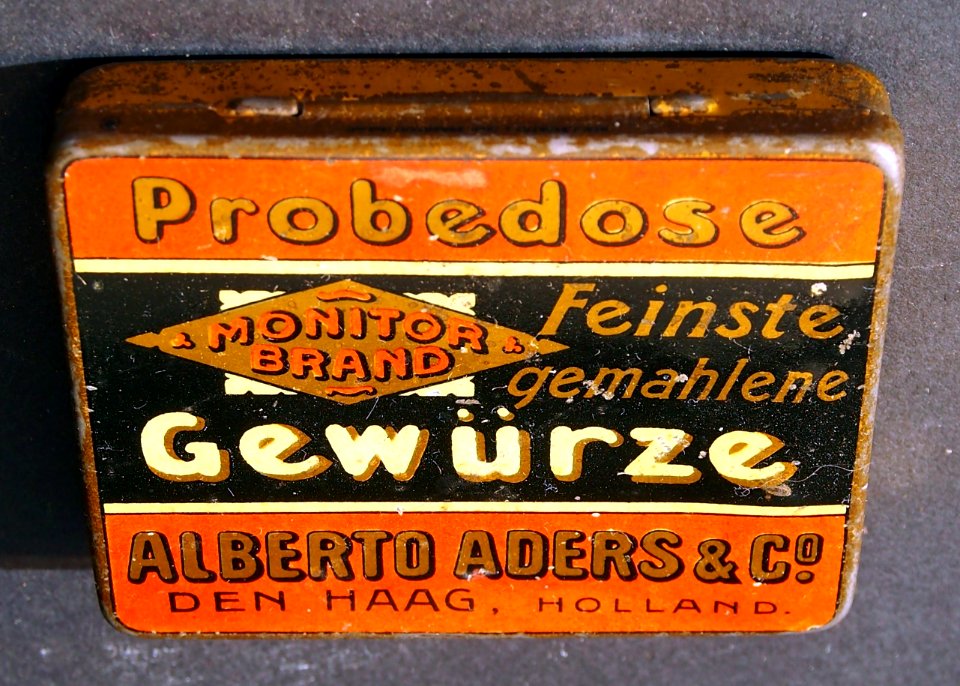 Probedose
MONITOR
BRAND
Feinste
gemahlene
Gewürze
ALBERTO ADERS & Cº
DEN HAAG, HOLLAND.